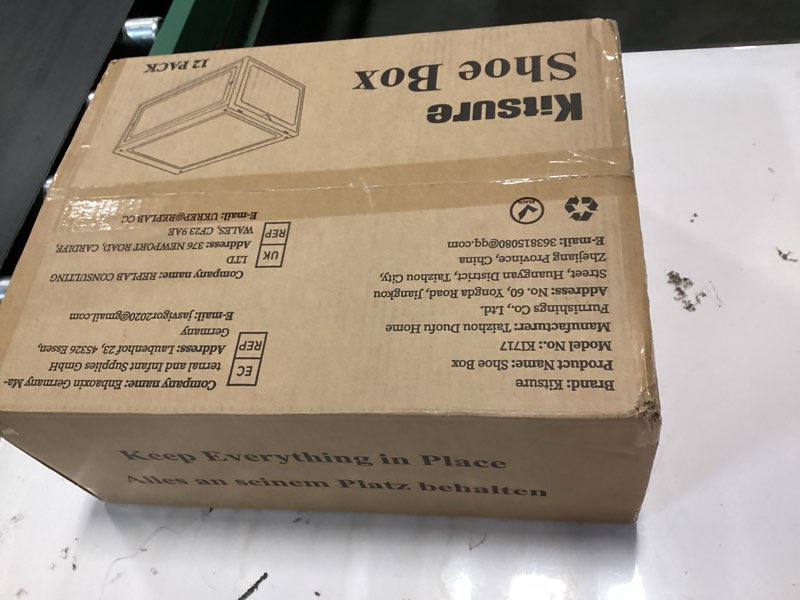 Kitsure
Shoe Box
12 PACK
REACH
Brand: Kitsure
Product Name: Shoe Box
Model No.: KI717
Manufacturer: Taizhou Duofu Home
Furnishings Co., Ltd.
Address: No. 60, Yongda Road, Jiangkou
Street, Huangyan District, Taizhou City,
Zhejiang Province, China
E-mail: 363815080@qq.com
EC REP
Company name: Enbaoxin Germany Ma-
ternal and Infant Supplies GmbH
Address: Laubenhof 23, 45326 Essen,
Germany
E-mail: jasvigor2020@gmail.com
UK REP
Company name: REPLAB CONSULTING
LTD
Address: 376 NEWPORT ROAD, CARDIFF,
WALES, CF23 9AE
E-mail: UKREP@REPLAB CC
Keep Everything in Place
Alles an seinem Platz behalten